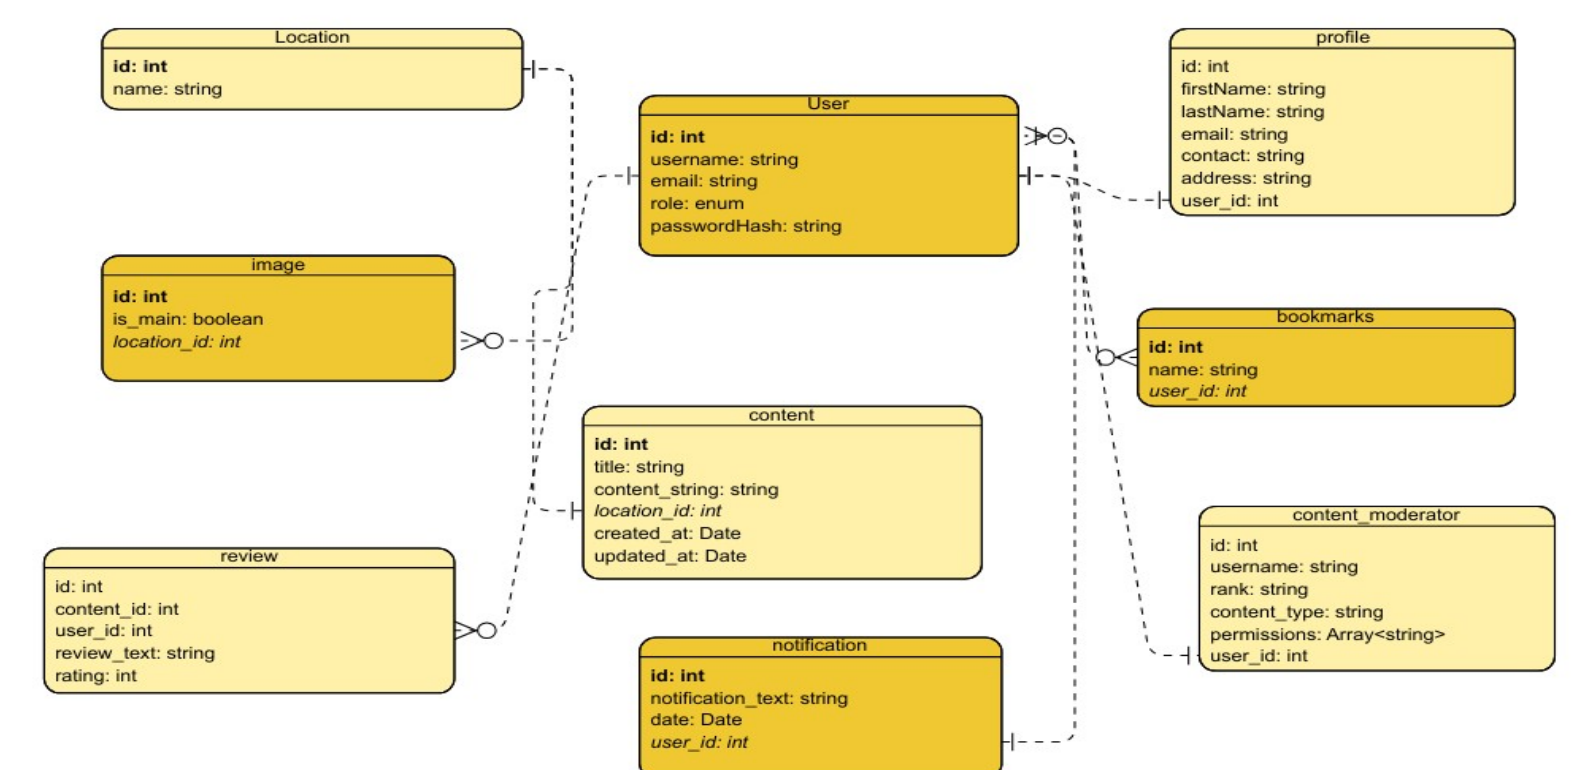 Location
id: int
name: string
User
id: int
username: string
email: string
role: enum
passwordHash: string
profile
id: int
firstName: string
lastName: string
email: string
contact: string
address: string
user_id: int
image
id: int
is_main: boolean
location_id: int
bookmarks
id: int
name: string
user_id: int
content
id: int
title: string
content_string: string
location_id: int
created_at: Date
updated_at: Date
content_moderator
id: int
username: string
rank: string
content_type: string
permissions: Array<string>
user_id: int
review
id: int
content_id: int
user_id: int
review_text: string
rating: int
notification
id: int
notification_text: string
date: Date
user_id: int